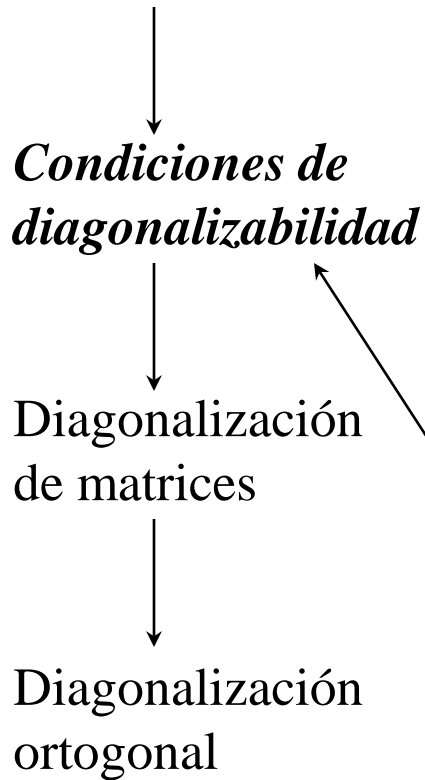 Condiciones de
diagonalizabilidad
Diagonalización
de matrices
Diagonalización
ortogonal